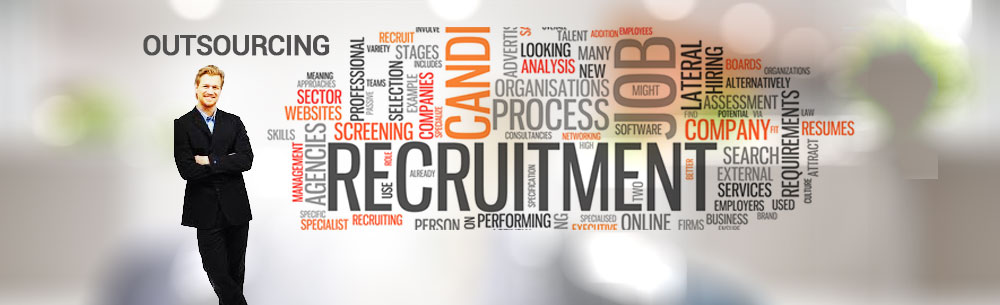 OUTSOURCING
INVOLVE
RECRUIT
VARIETY
STAGES
INCLUDES
MEANING
APPROACHES
TEAMS
SECTOR
WEBSITES
PROFESSIONAL
PASSIVE
SELECTION
EXAMPLE
COMPANIES
SPECIALIZE
CANDI
ADVERTIS
LOOKING
ANALYSIS
TALENT
ADDITION
EMPLOYEES
MANY
NEW
ORGANISATIONS
PROCESS
CONSULTANCIES
NETWORKING
HIGH
JOB
MIGHT
SOFTWARE
LATERAL
HIRING
BOARDS
ORGANIZATIONS
ALTERNATIVELY
ASSESSMENT
FIND
POTENTIAL
VIA
LAW
COMPANY
FIT
RESUMES
REQUIREMENTS
SKILLS
AGENCIES
MANAGEMENT
SCREENING
RECRUITMENT
ROLE
USE
ALREADY
SPECIFICATION
TWO
BETTER
SEARCH
EXTERNAL
SERVICES
CULTURE
ATTRACT
EMPLOYERS
USED
SPECIFIC
SPECIALIST
RECRUITING
PERSON
ON
PERFORMING
NG
SPECIALISED
EXECUTIVE
ONLINE
FIRMS
BUSINESS
BRAND